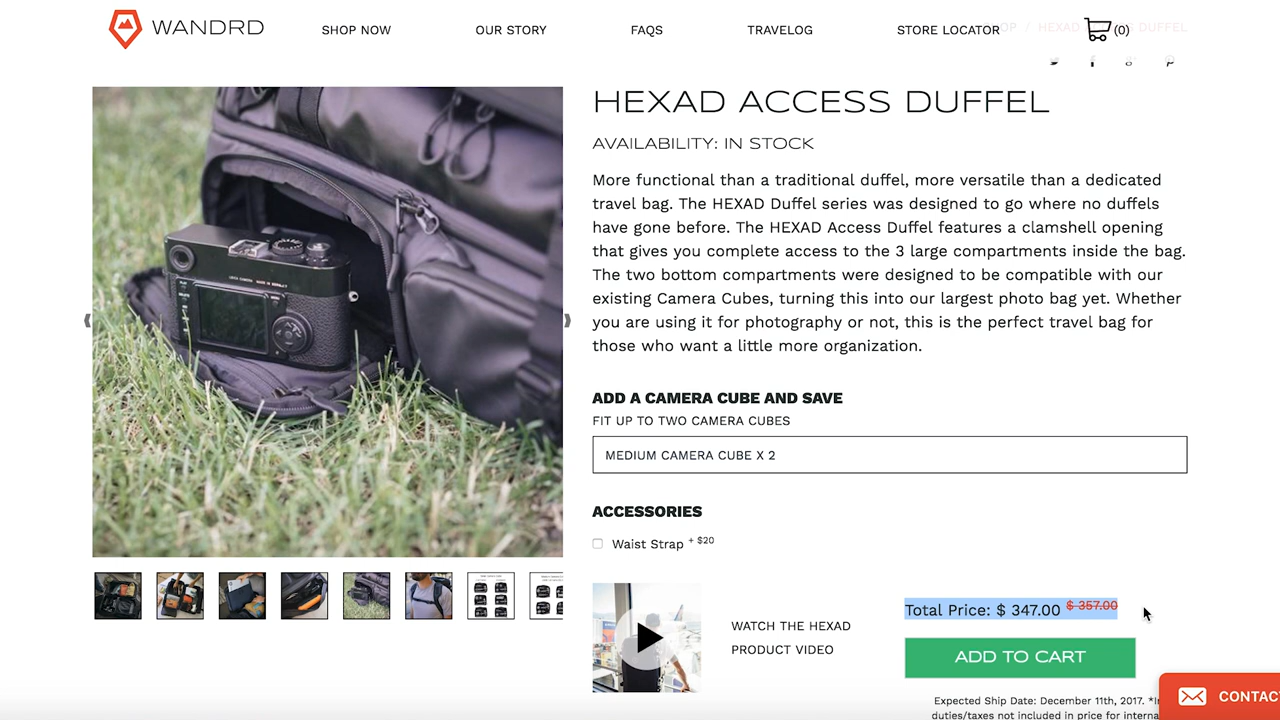 WANDRD
SHOP NOW
OUR STORY
FAQS
TRAVELOG
STORE LOCATOR
(0)
HEXAD ACCESS DUFFEL
AVAILABILITY: IN STOCK
More functional than a traditional duffel, more versatile than a dedicated
travel bag. The HEXAD Duffel series was designed to go where no duffels
have gone before. The HEXAD Access Duffel features a clamshell opening
that gives you complete access to the 3 large compartments inside the bag.
The two bottom compartments were designed to be compatible with our
existing Camera Cubes, turning this into our largest photo bag yet. Whether
you are using it for photography or not, this is the perfect travel bag for
those who want a little more organization.
ADD A CAMERA CUBE AND SAVE
FIT UP TO TWO CAMERA CUBES
MEDIUM CAMERA CUBE X 2
ACCESSORIES
Waist Strap + $20
WATCH THE HEXAD
PRODUCT VIDEO
Total Price: $ 347.00 $ 357.00
ADD TO CART
Expected Ship Date: December 11th, 2017.
duties/taxes not included in price for